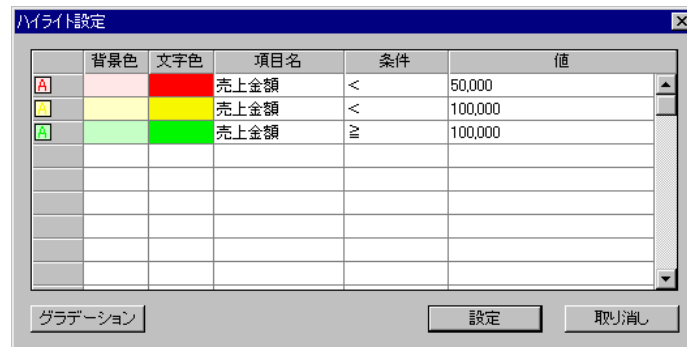 ハイライト設定
背景色 文字色 項目名 条件 値
A 売上金額 < 50,000
A 売上金額 < 100,000
A 売上金額 ≧ 100,000
グラデーション 設定 取り消し